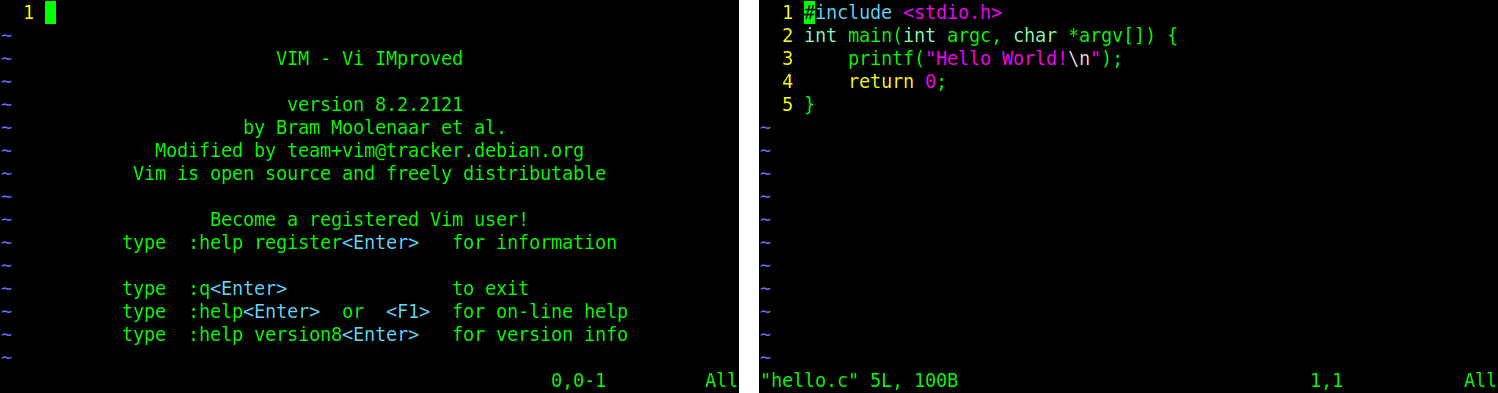 1
~
~ VIM - Vi IMproved
~
~ version 8.2.2121
~ by Bram Moolenaar et al.
~ Modified by team+vim@tracker.debian.org
~ Vim is open source and freely distributable
~
~ Become a registered Vim user!
~ type  :help register<Enter>   for information
~
~ type  :q<Enter>               to exit
~ type  :help<Enter>  or  <F1>  for on-line help
~ type  :help version8<Enter>   for version info
~
0,0-1 All
1 #include <stdio.h>
2 int main(int argc, char *argv[]) {
3     printf("Hello World!\n");
4     return 0;
5 }
~
~
~
~
~
~
~
~
~
~
~
"hello.c" 5L, 100B 1,1 All